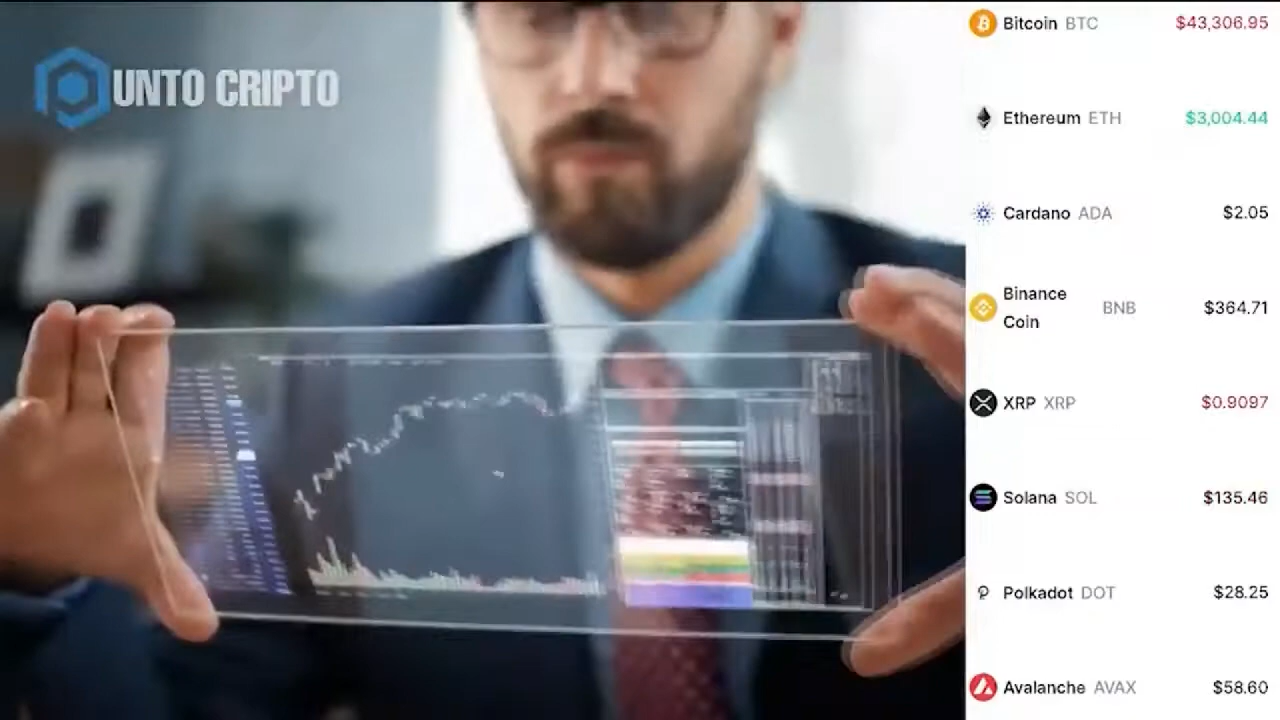 PUNTO CRIPTO
Bitcoin BTC $43,306.95
Ethereum ETH $3,004.44
Cardano ADA $2.05
Binance
Coin BNB $364.71
XRP XRP $0.9097
Solana SOL $135.46
Polkadot DOT $28.25
Avalanche AVAX $58.60